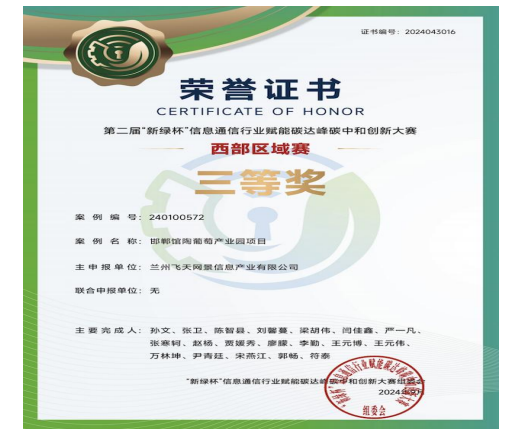 证书编号：2024043016
荣誉证书
CERTIFICATE OF HONOR
第二届“新绿杯”信息通信行业赋能碳达峰碳中和创新大赛
西部区域赛
三等奖
案例编号：240100572
案例名称：邯郸馆陶葡萄产业园项目
主申报单位：兰州飞天网景信息产业有限公司
联合申报单位：无
主要完成人：孙文、张卫、陈智县、刘馨蔓、梁胡伟、闫佳鑫、严一凡、
张寒轲、赵杨、贾媛秀、廖朦、李勤、王元博、王元伟、
万林坤、尹青廷、宋燕江、郭畅、符泰
“新绿杯”信息通信行业赋能碳达峰碳中和创新大赛组委会
组委会